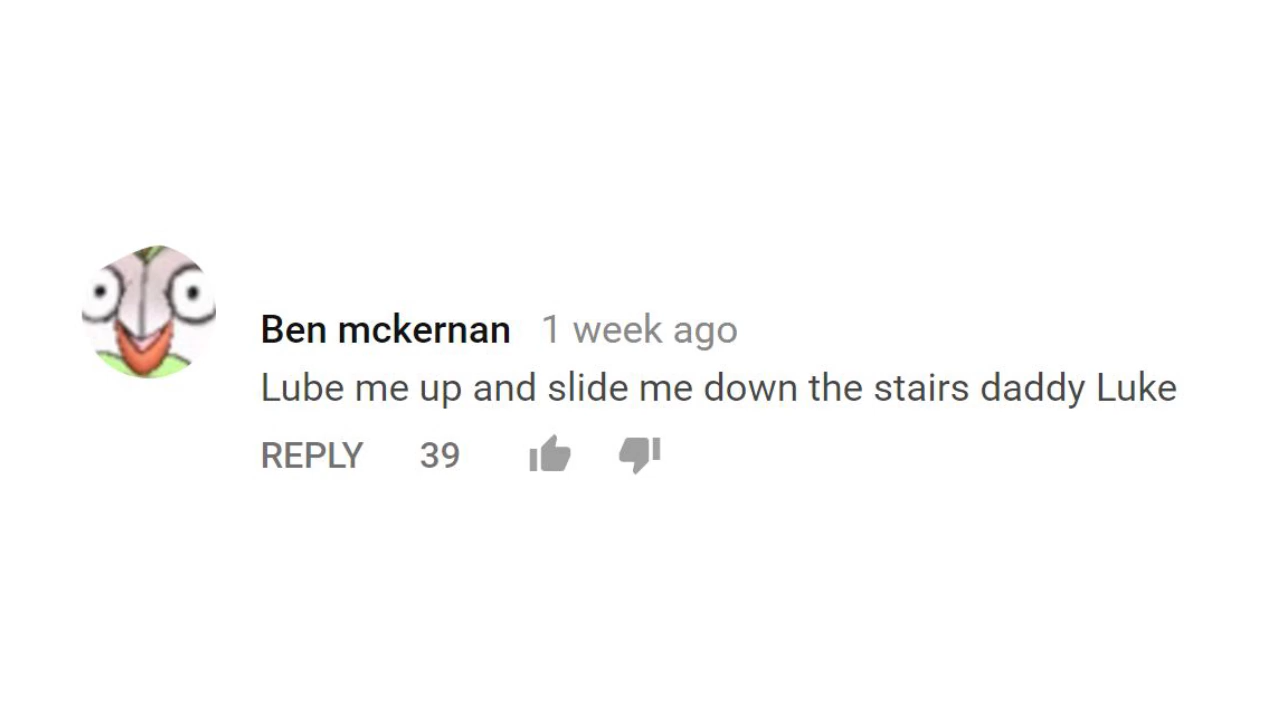 Ben mckernan 1 week ago
Lube me up and slide me down the stairs daddy Luke
REPLY 39